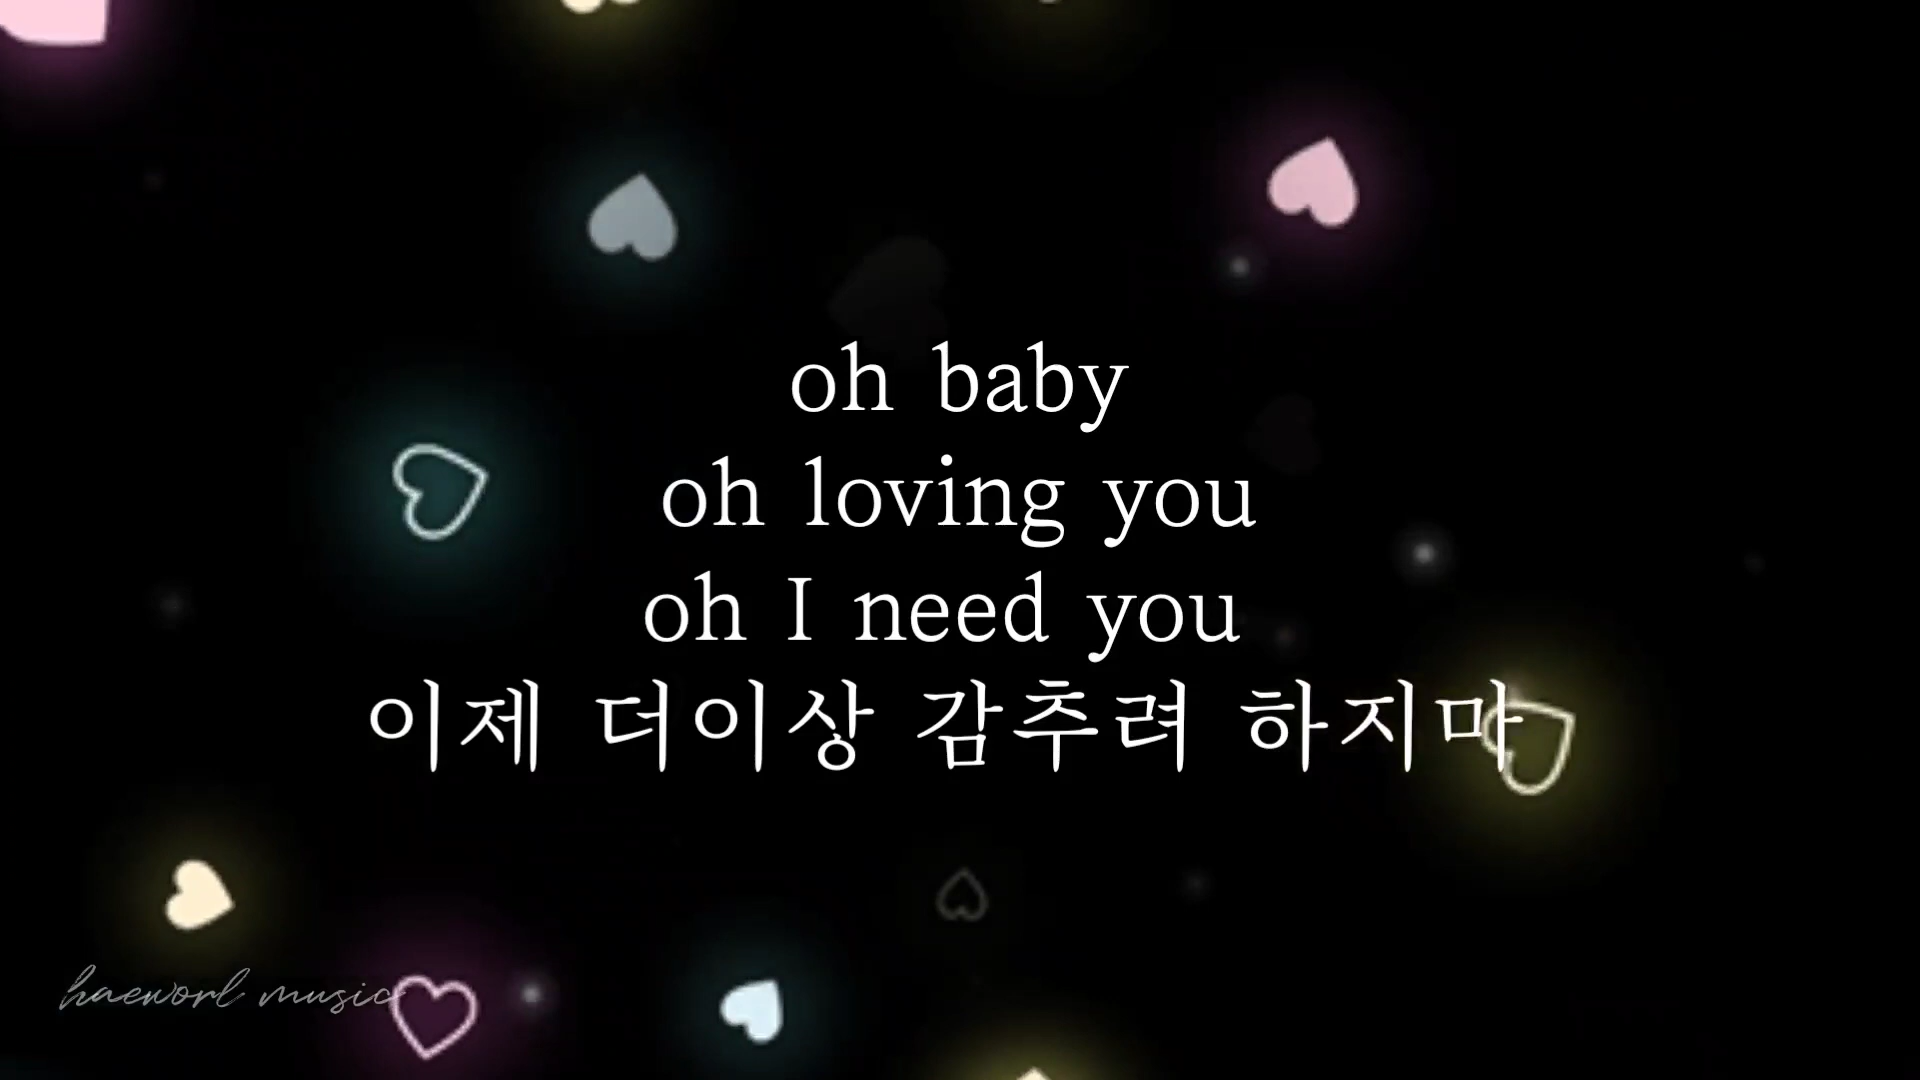 oh baby
oh loving you
oh I need you
이제 더이상 감추려 하지마
haeworl music